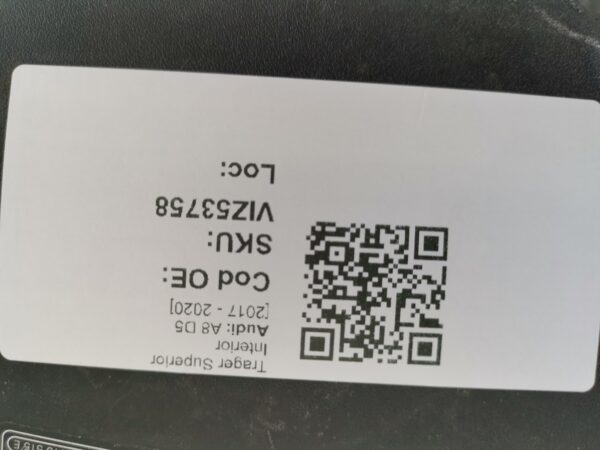 Trager Superior
Interior
Audi: A8 D5
[2017 - 2020]
Cod OE:
SKU:
VIZ53758
Loc: